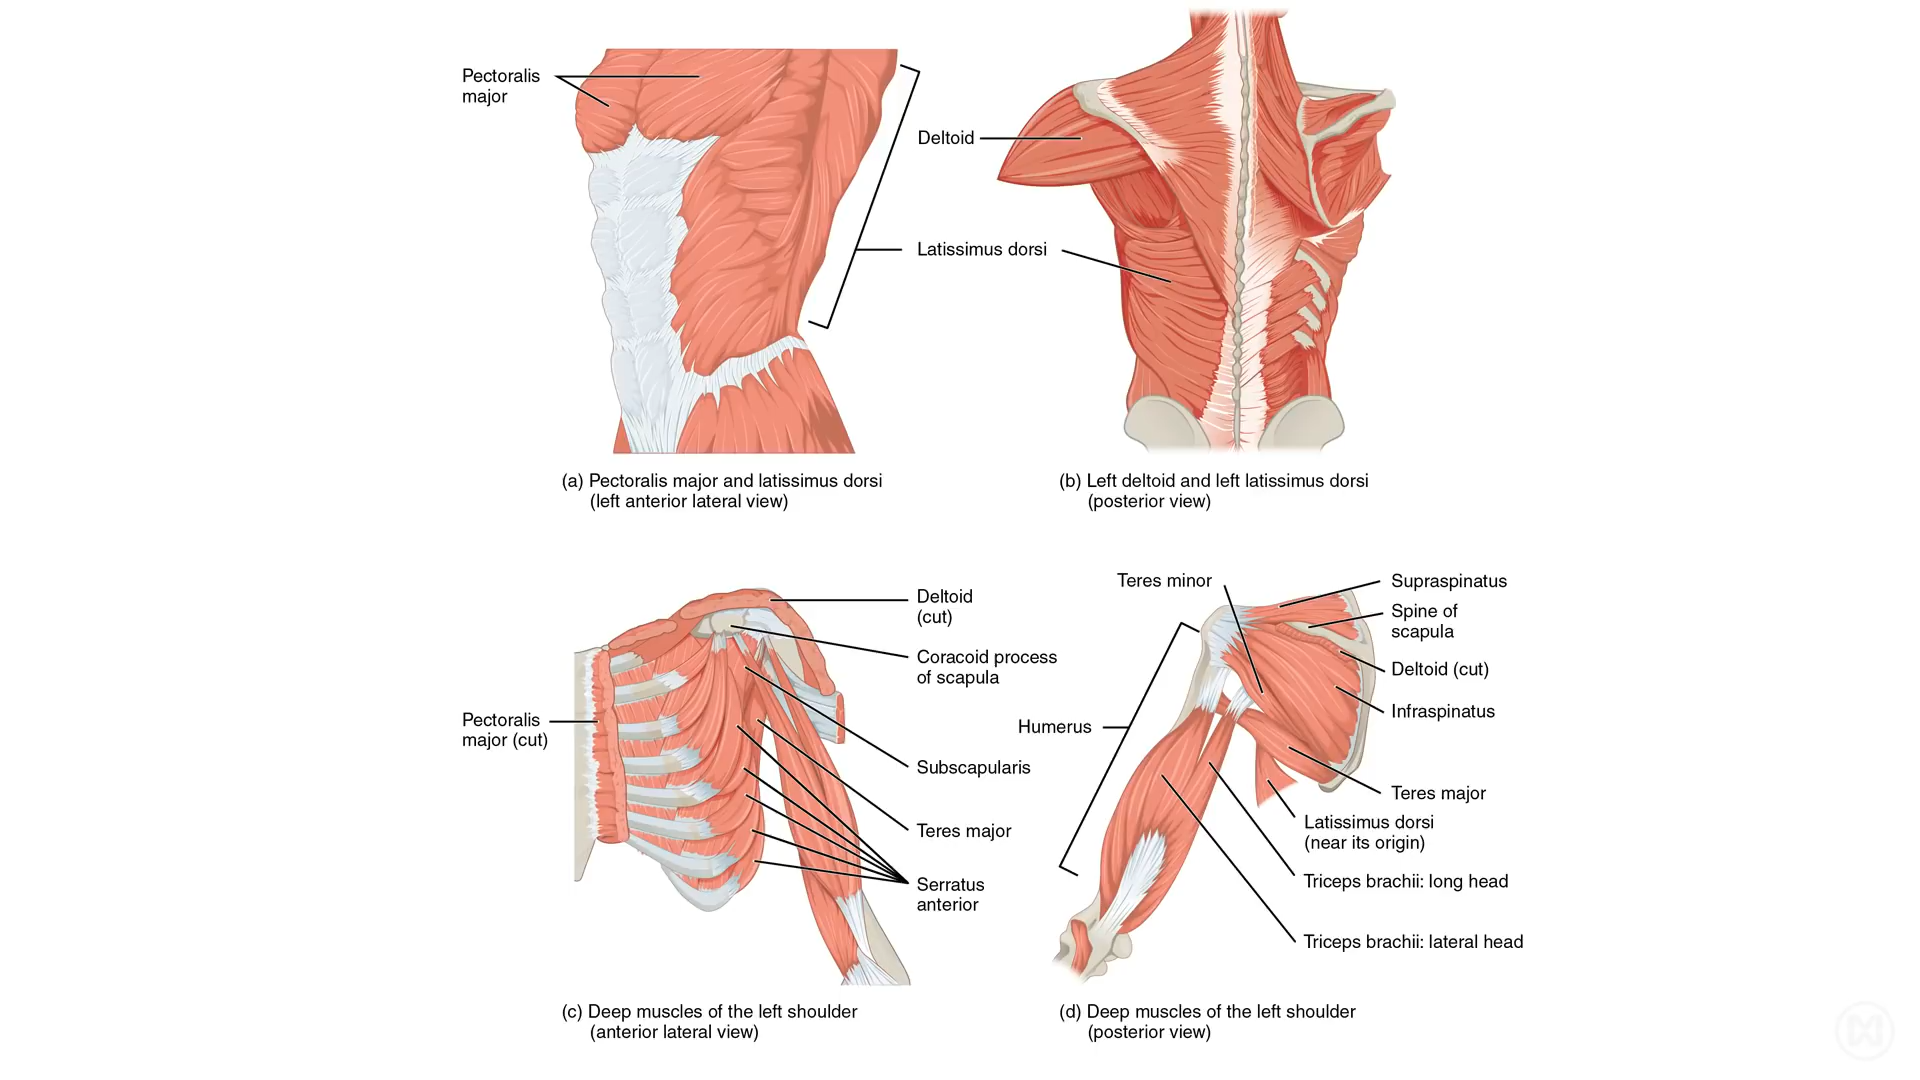 Pectoralis
major
Deltoid
Latissimus dorsi
(a) Pectoralis major and latissimus dorsi
(left anterior lateral view)
(b) Left deltoid and left latissimus dorsi
(posterior view)
Pectoralis
major (cut)
Deltoid
(cut)
Coracoid process
of scapula
Subscapularis
Teres major
Serratus
anterior
(c) Deep muscles of the left shoulder
(anterior lateral view)
Teres minor
Humerus
Supraspinatus
Spine of
scapula
Deltoid (cut)
Infraspinatus
Teres major
Latissimus dorsi
(near its origin)
Triceps brachii: long head
Triceps brachii: lateral head
(d) Deep muscles of the left shoulder
(posterior view)